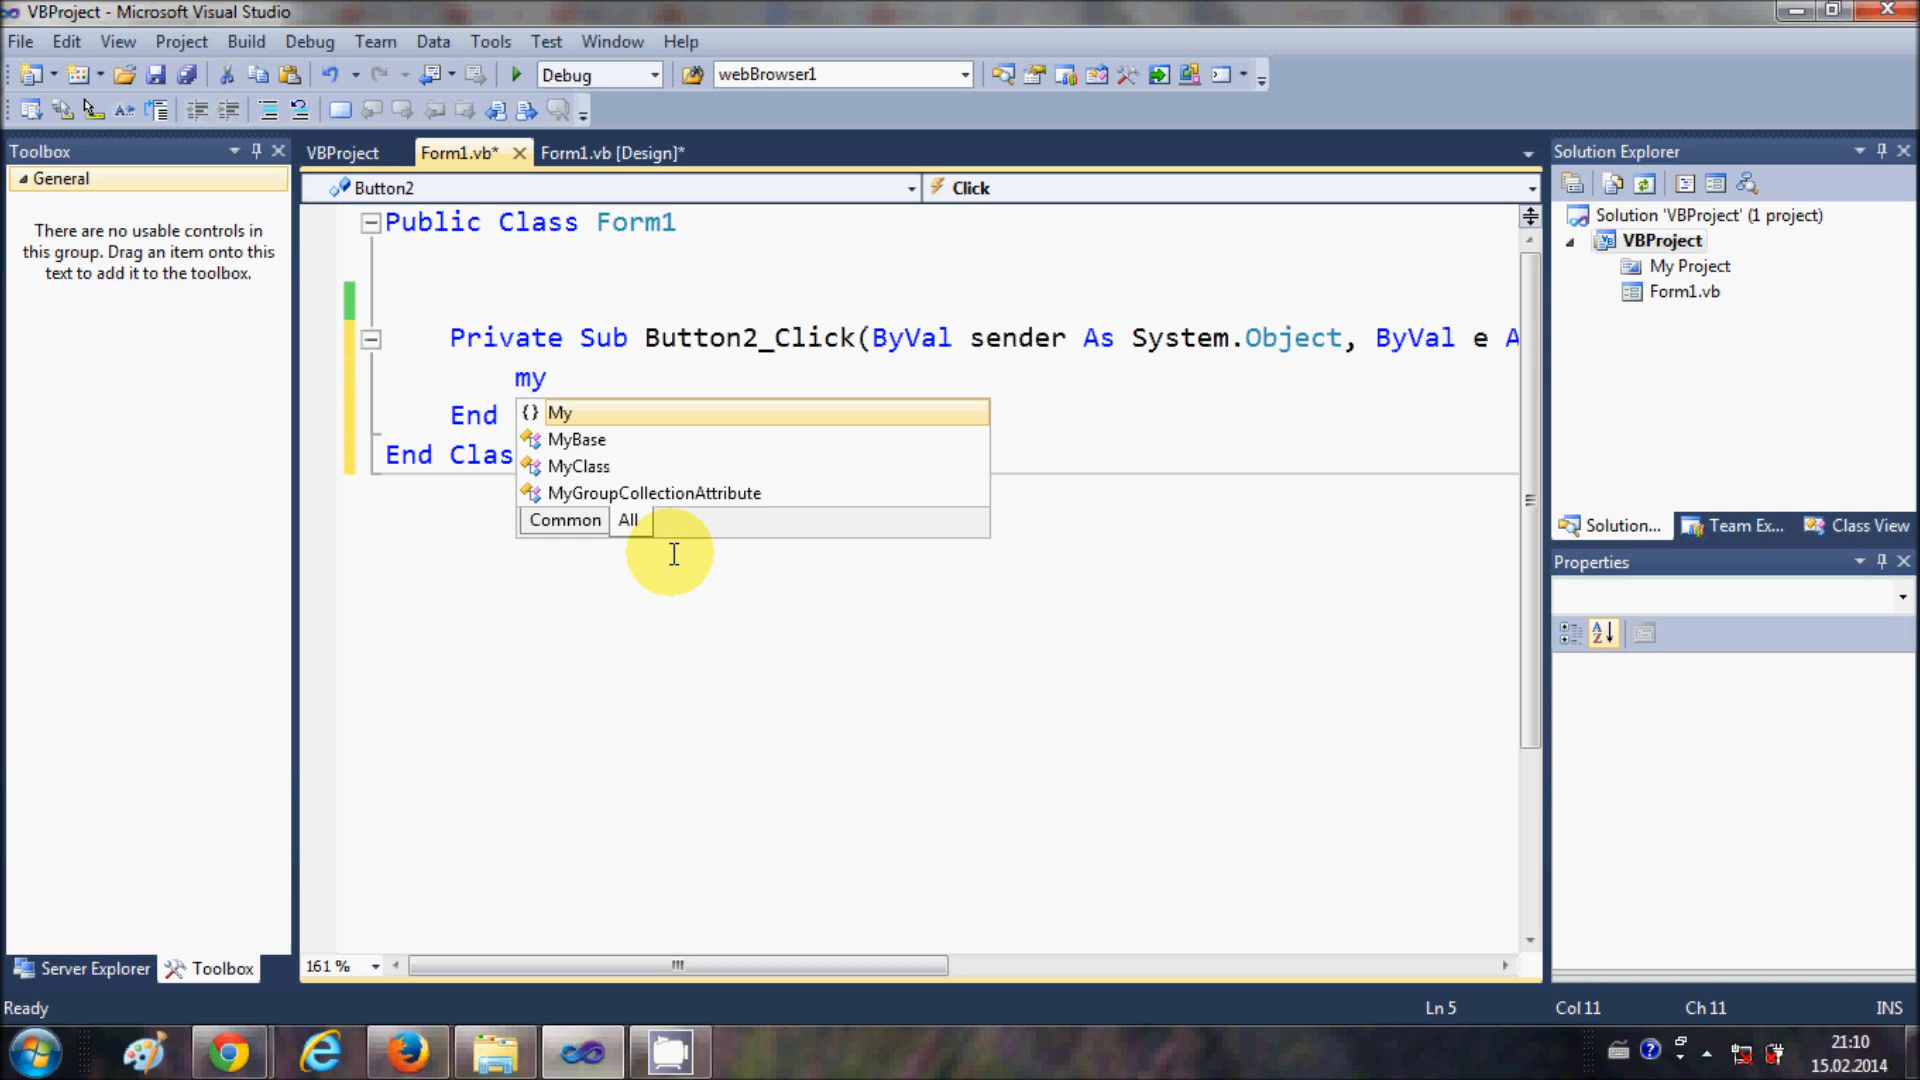 VBProject - Microsoft Visual Studio
File Edit View Project Build Debug Team Data Tools Test Window Help
Debug webBrowser1
Toolbox
General
There are no usable controls in
this group. Drag an item onto this
text to add it to the toolbox.
Server Explorer Toolbox
VBProject Form1.vb* Form1.vb [Design]*
Button2 Click
Public Class Form1
Private Sub Button2_Click(ByVal sender As System.Object, ByVal e A
my
End
End Clas
{} My
MyBase
MyClass
MyGroupCollectionAttribute
Common All
161 %
Solution Explorer
Solution 'VBProject' (1 project)
VBProject
My Project
Form1.vb
Solution... Team Ex... Class View
Properties
Ready Ln 5 Col 11 Ch 11 INS
21:10
15.02.2014